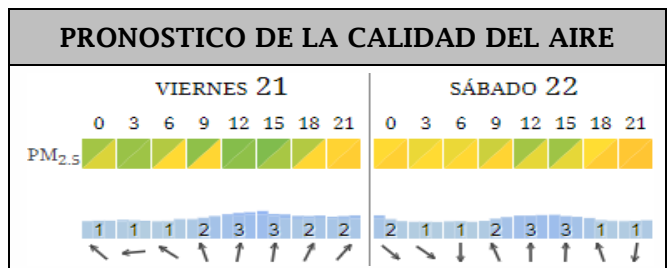 PRONOSTICO DE LA CALIDAD DEL AIRE
VIERNES 21 SÁBADO 22
0 3 6 9 12 15 18 21 0 3 6 9 12 15 18 21
PM2.5
1 1 1 2 3 3 2 2 2 1 1 2 3 3 1 1